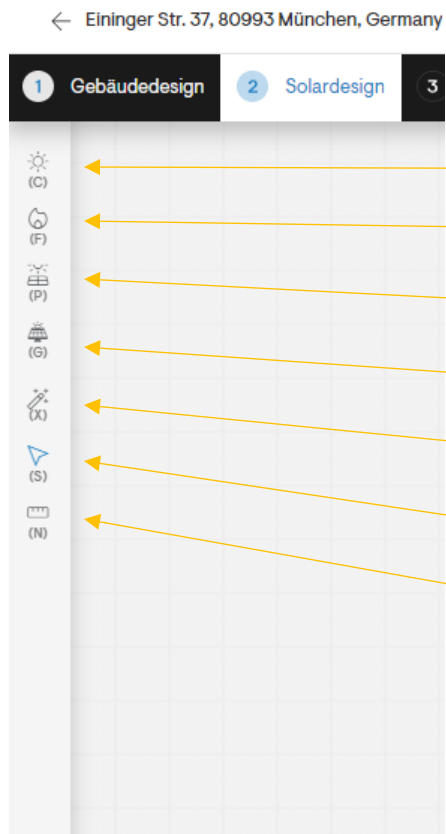 ← Eininger Str. 37, 80993 München, Germany
1 Gebäudedesign 2 Solardesign 3
(C)
(F)
(P)
(G)
(X)
(S)
(N)